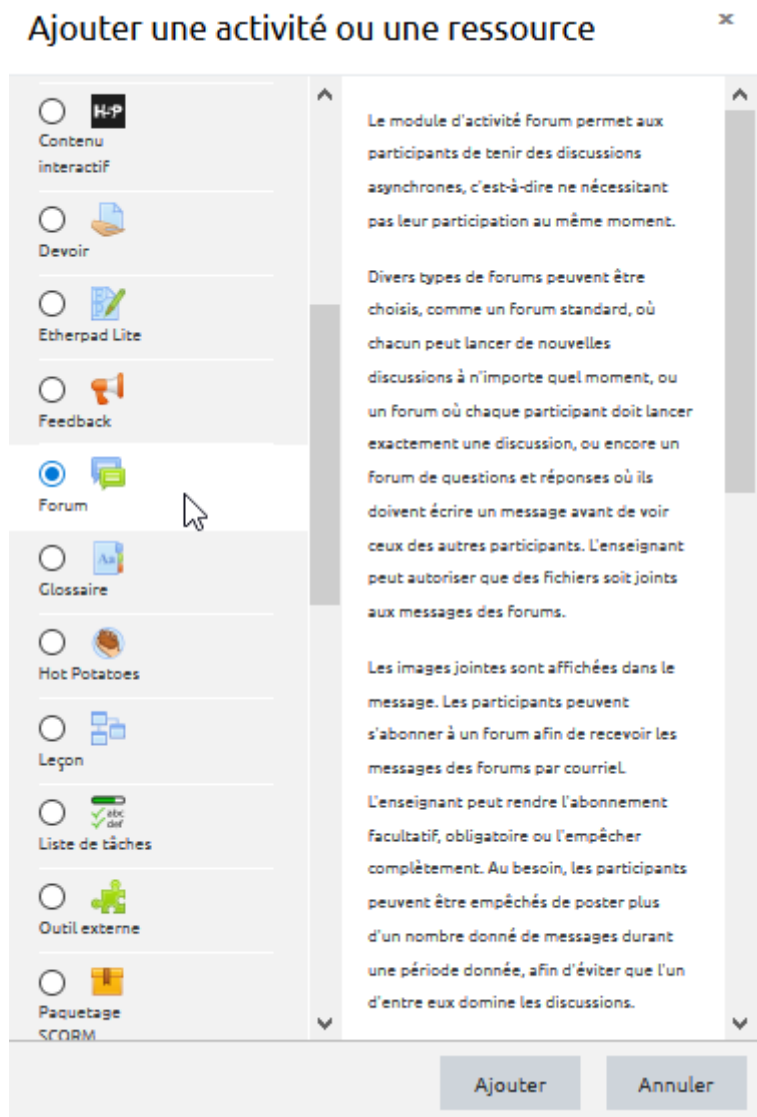 Ajouter une activité ou une ressource
×
H-P
Contenu
interactif
Devoir
Etherpad Lite
Feedback
Forum
Aa
Glossaire
Hot Potatoes
Leçon
abc
def
Liste de tâches
Outil externe
Paquetage
SCORM
Le module d'activité forum permet aux
participants de tenir des discussions
asynchrones, c'est-à-dire ne nécessitant
pas leur participation au même moment.
Divers types de forums peuvent être
choisis, comme un forum standard, où
chacun peut lancer de nouvelles
discussions à n'importe quel moment, ou
un forum où chaque participant doit lancer
exactement une discussion, ou encore un
forum de questions et réponses où ils
doivent écrire un message avant de voir
ceux des autres participants. L'enseignant
peut autoriser que des fichiers soit joints
aux messages des forums.
Les images jointes sont affichées dans le
message. Les participants peuvent
s'abonner à un forum afin de recevoir les
messages des forums par courriel.
L'enseignant peut rendre l'abonnement
facultatif, obligatoire ou l'empêcher
complètement. Au besoin, les participants
peuvent être empêchés de poster plus
d'un nombre donné de messages durant
une période donnée, afin d'éviter que l'un
d'entre eux domine les discussions.
Ajouter
Annuler